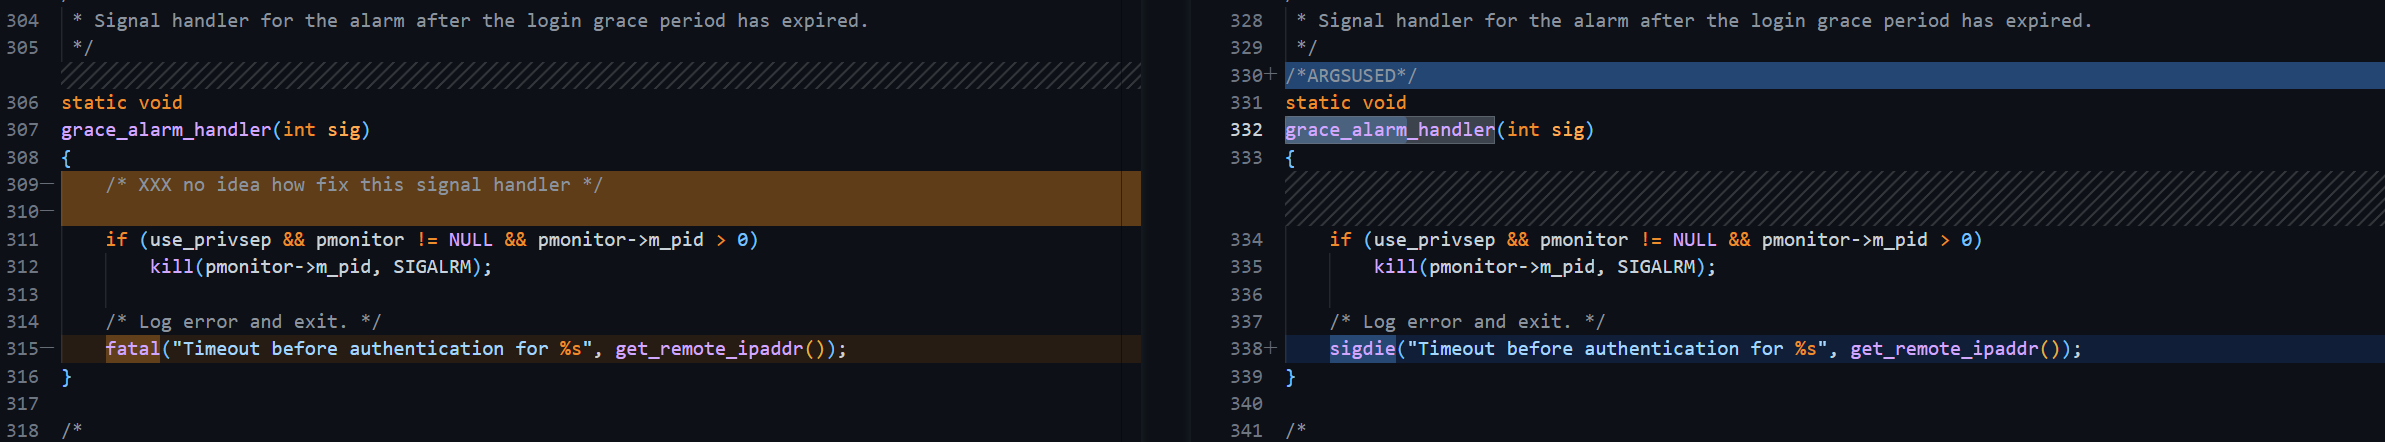 304 * Signal handler for the alarm after the login grace period has expired.
305 */
306 static void
307 grace_alarm_handler(int sig)
308 {
309— /* XXX no idea how fix this signal handler */
310—
311 if (use_privsep && pmonitor != NULL && pmonitor->m_pid > 0)
312 kill(pmonitor->m_pid, SIGALRM);
313
314 /* Log error and exit. */
315— fatal("Timeout before authentication for %s", get_remote_ipaddr());
316 }
317
318 /*
328 * Signal handler for the alarm after the login grace period has expired.
329 */
330+ /*ARGSUSED*/
331 static void
332 grace_alarm_handler(int sig)
333 {
334 if (use_privsep && pmonitor != NULL && pmonitor->m_pid > 0)
335 kill(pmonitor->m_pid, SIGALRM);
336
337 /* Log error and exit. */
338+ sigdie("Timeout before authentication for %s", get_remote_ipaddr());
339 }
340
341 /*